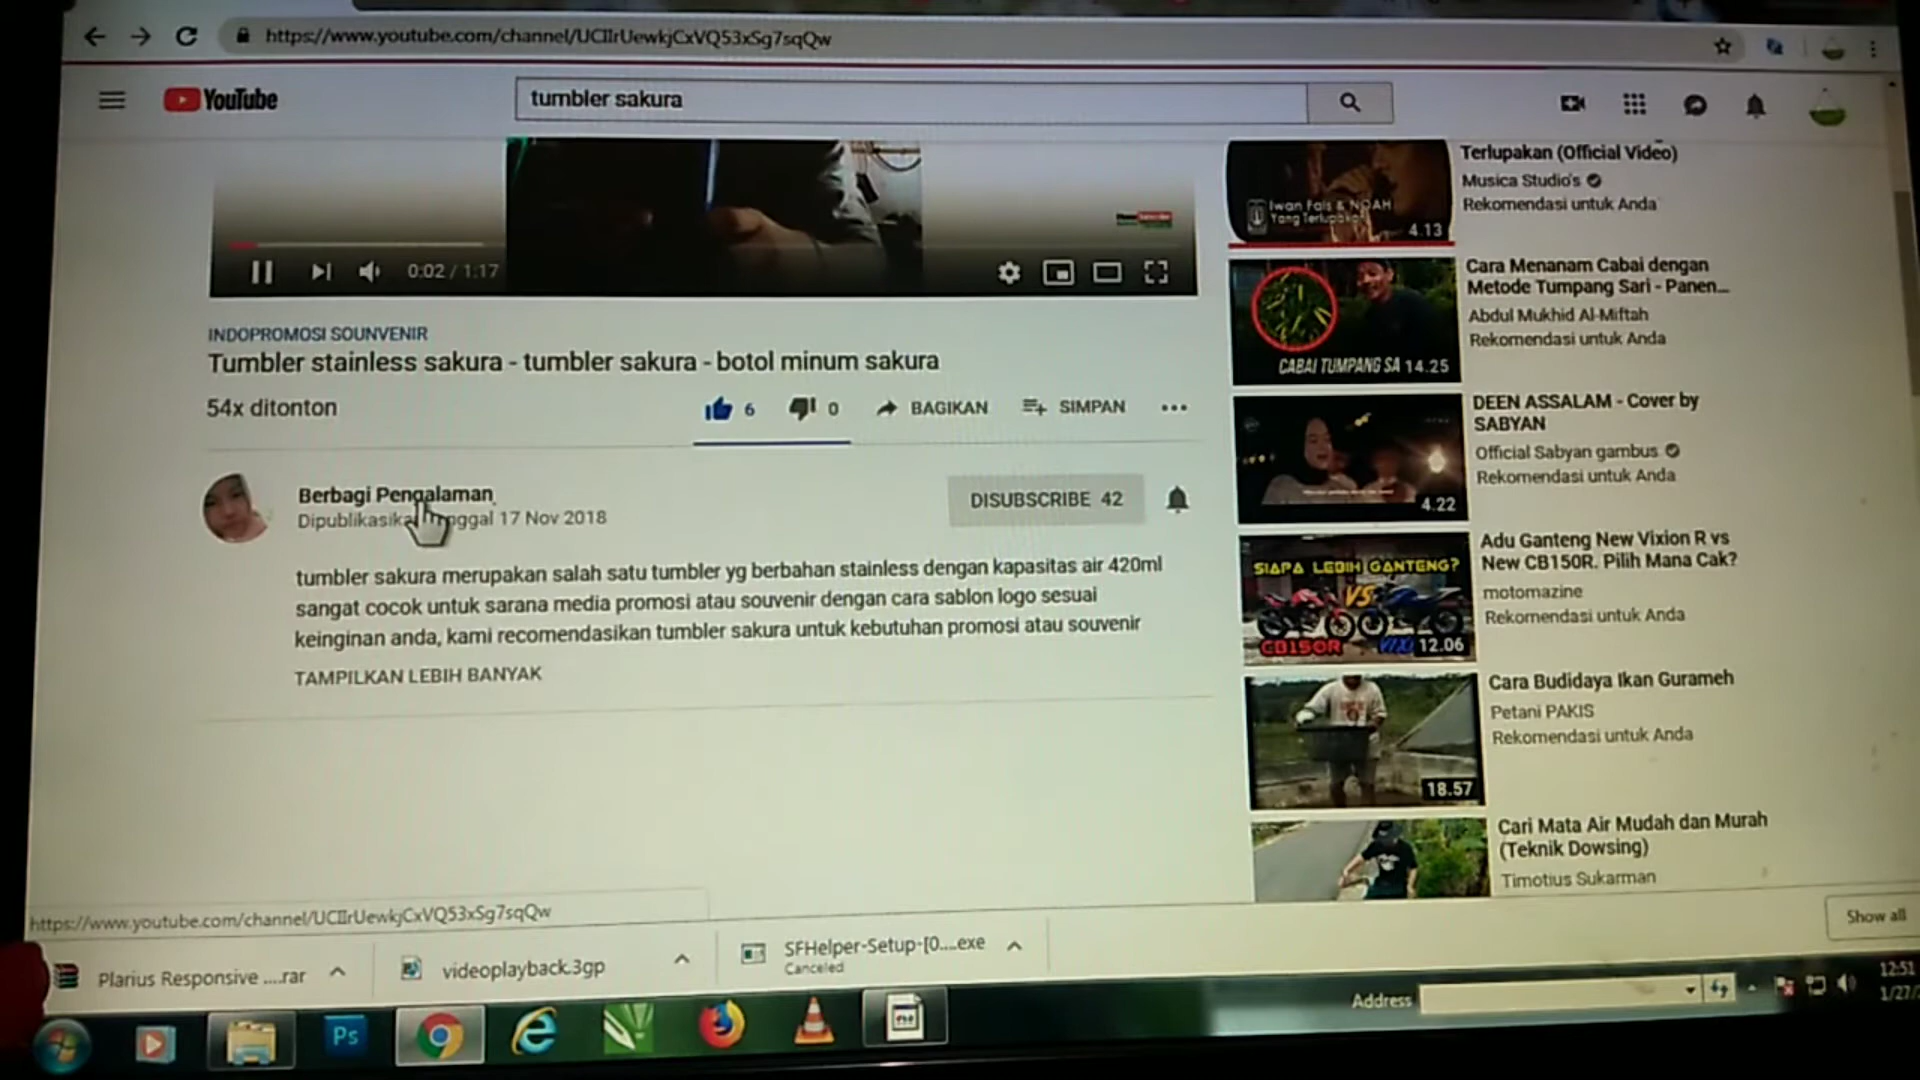 https://www.youtube.com/channel/UCIIrUewkjCxVQ53xSg7sqQw
YouTube
tumbler sakura
0:02 / 1:17
INDOPROMOSI SOUNVENIR
Tumbler stainless sakura - tumbler sakura - botol minum sakura
54x ditonton
6
0
BAGIKAN
SIMPAN
Berbagi Pengalaman
17 Nov 2018
DISUBSCRIBE 42
tumbler sakura merupakan salah satu tumbler yg berbahan stainless dengan kapasitas air 420ml
sangat cocok untuk sarana media promosi atau souvenir dengan cara sablon logo sesuai
keinginan anda, kami recomendasikan tumbler sakura untuk kebutuhan promosi atau souvenir
TAMPILKAN LEBIH BANYAK
Iwan Fals & NOAH
Yang Terlupakan
4.13
Terlupakan (Official Video)
Musica Studio's
Rekomendasi untuk Anda
CABAI TUMPANG SA
14.25
Cara Menanam Cabai dengan
Metode Tumpang Sari - Panen...
Abdul Mukhid Al-Miftah
Rekomendasi untuk Anda
4.22
DEEN ASSALAM - Cover by
SABYAN
Official Sabyan gambus
Rekomendasi untuk Anda
SIAPA LEBIH GANTENG?
VS
CB150R
12.06
Adu Ganteng New Vixion R vs
New CB150R. Pilih Mana Cak?
motomazine
Rekomendasi untuk Anda
18.57
Cara Budidaya Ikan Gurameh
Petani PAKIS
Rekomendasi untuk Anda
Cari Mata Air Mudah dan Murah
(Teknik Dowsing)
Timotius Sukarman
https://www.youtube.com/channel/UCIIrUewkjCxVQ53xSg7sqQw
Show all
Plarius Responsive ....rar
videoplayback.3gp
SFHelper-Setup-[0....exe
Canceled
Address
12:51
1/27/
Ps